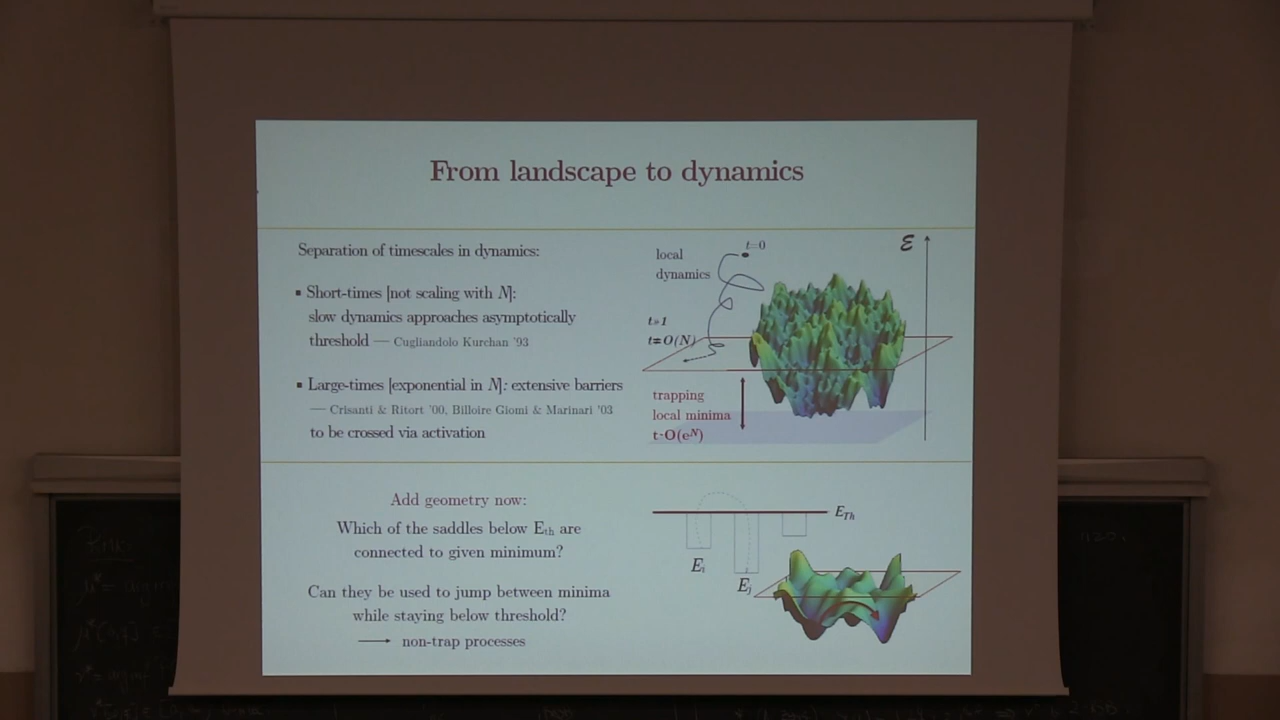 From landscape to dynamics
Separation of timescales in dynamics:
▪ Short-times [not scaling with N]:
slow dynamics approaches asymptotically
threshold — Cugliandolo Kurchan '93
▪ Large-times [exponential in N]: extensive barriers
— Crisanti & Ritort '00, Billoire Giomi & Marinari '03
to be crossed via activation
t=0
local
dynamics
t»1
t≠O(N)
trapping
local minima
t~O(e^N)
ℰ
Add geometry now:
Which of the saddles below E_th are
connected to given minimum?
Can they be used to jump between minima
while staying below threshold?
⟶ non-trap processes
E_Th
E_i
E_j